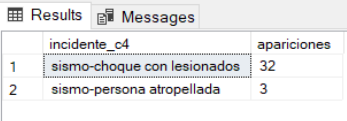 Results Messages
incidente_c4 apariciones
1 sismo-choque con lesionados 32
2 sismo-persona atropellada 3